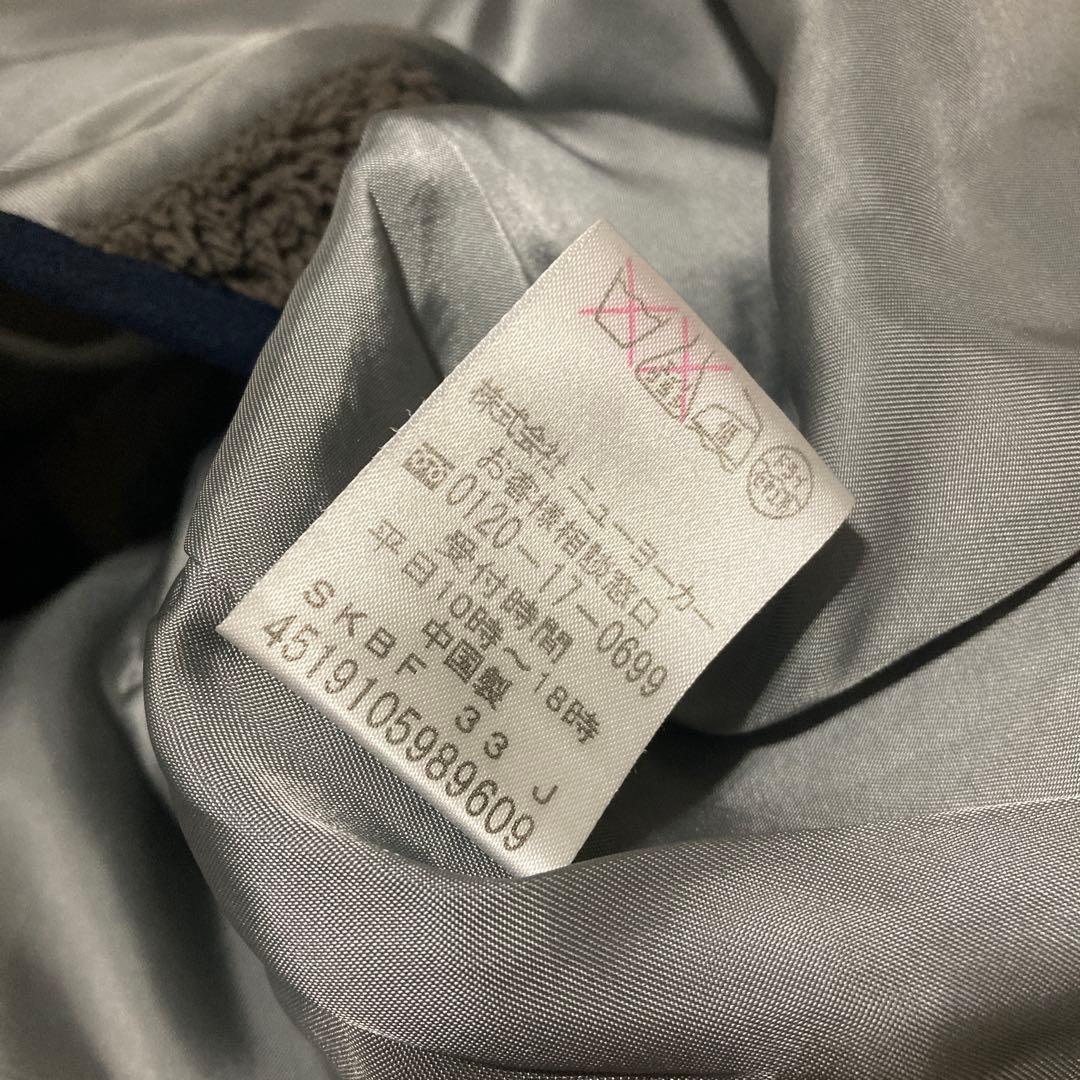 株式会社 ニューヨーカー
お客様相談窓口
0120-17-0699
受付時間
平日10時～18時
中国製
SKBF 33 J
4519105989609